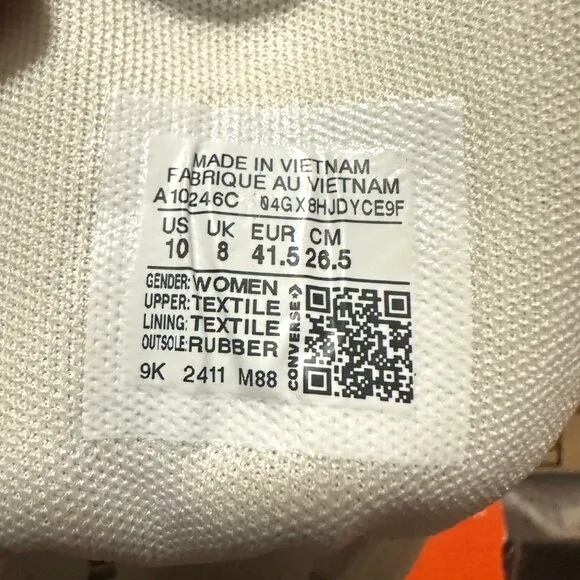 MADE IN VIETNAM
FABRIQUÉ AU VIETNAM
A10246C 04GX8HJDYCE9F
US UK EUR CM
10 8 41.5 26.5
GENDER: WOMEN
UPPER: TEXTILE
LINING: TEXTILE
OUTSOLE: RUBBER
CONVERSE
9K 2411 M88